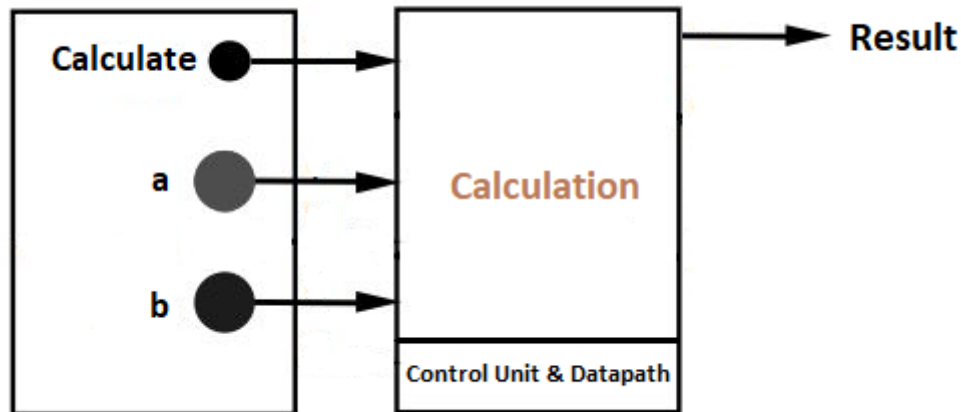 Calculate
a
b
Calculation
Control Unit & Datapath
Result